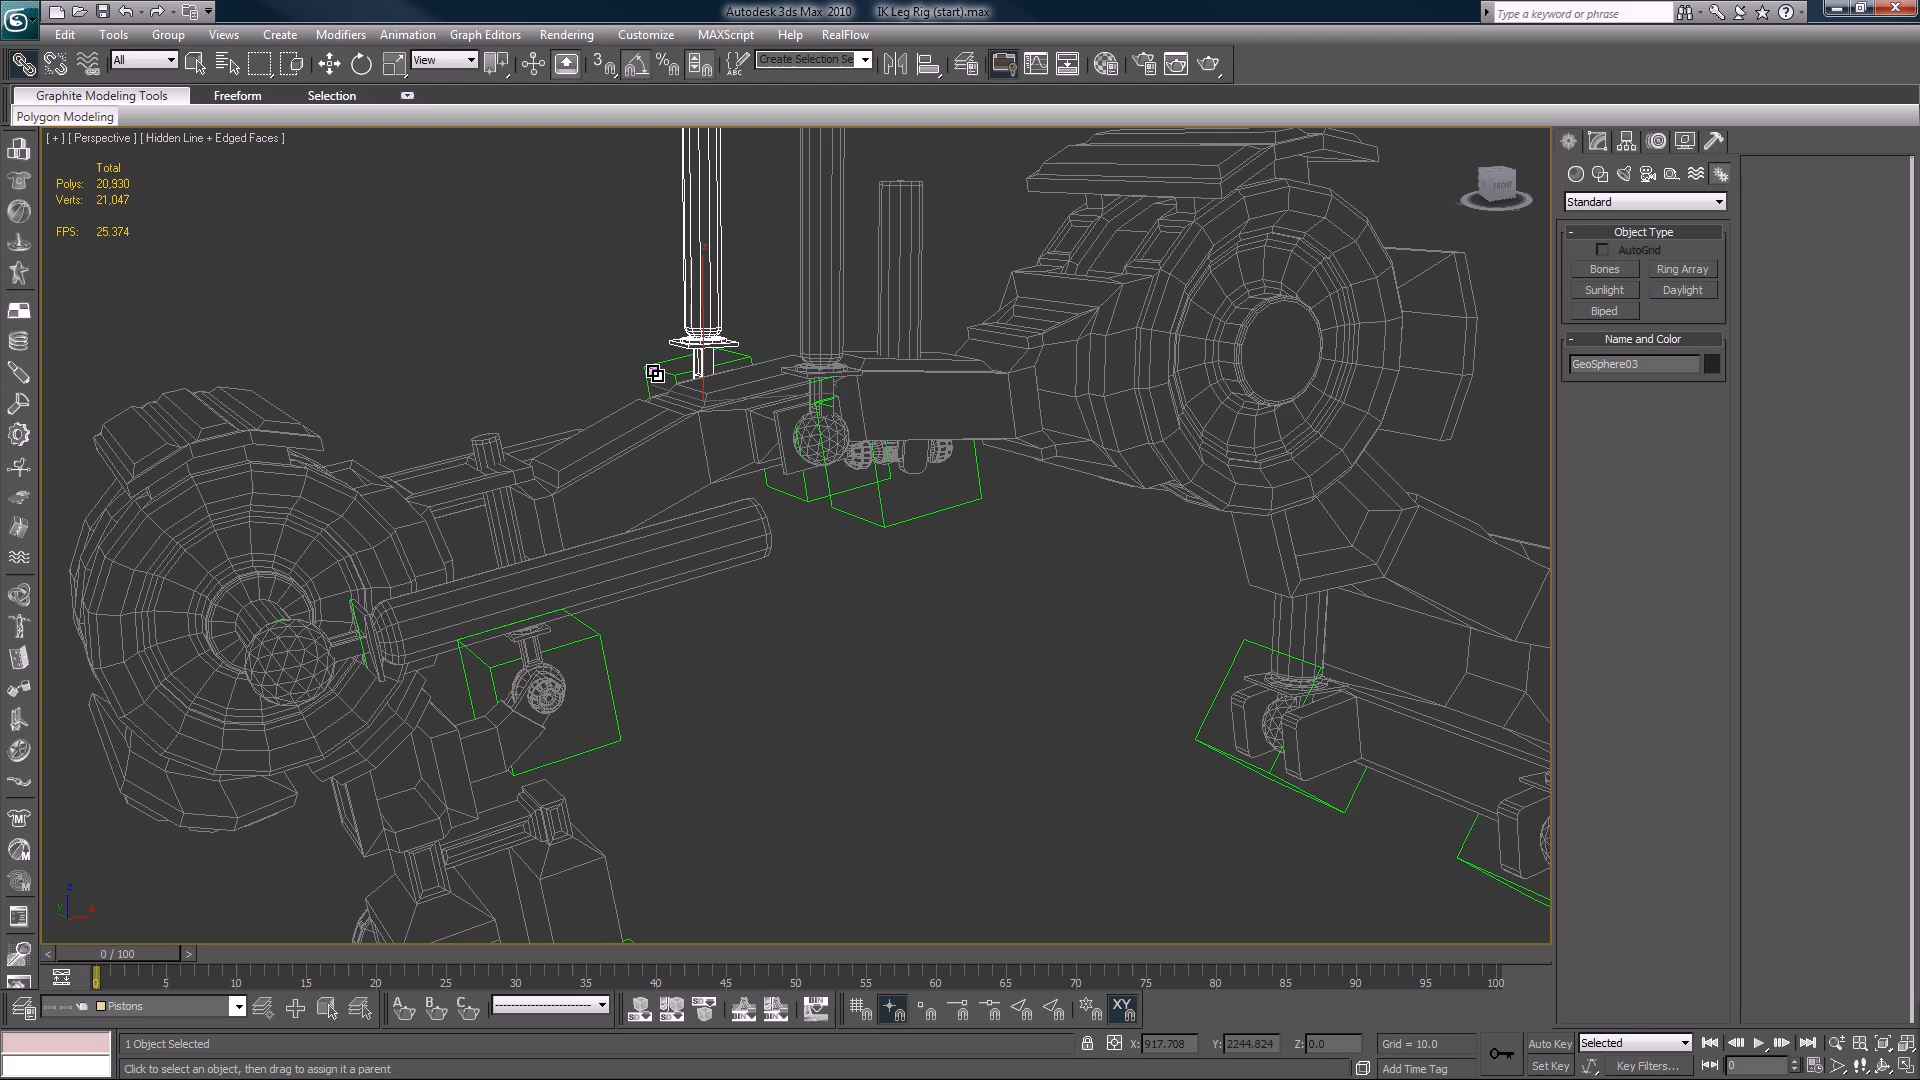 Autodesk 3ds Max 2010 IK Leg Rig (start).max
Type a keyword or phrase
Edit Tools Group Views Create Modifiers Animation Graph Editors Rendering Customize MAXScript Help RealFlow
All View 3 Create Selection Se
Graphite Modeling Tools Freeform Selection
Polygon Modeling
[ + ] [ Perspective ] [ Hidden Line + Edged Faces ]
Total
Polys: 20,930
Verts: 21,047
FPS: 25.374
FRONT
Standard
- Object Type
AutoGrid
Bones Ring Array
Sunlight Daylight
Biped
- Name and Color
GeoSphere03
z
y x
< 0 / 100 >
0 5 10 15 20 25 30 35 40 45 50 55 60 65 70 75 80 85 90 95 100
Pistons A B C XY
1 Object Selected X: 917.708 Y: 2244.824 Z: 0.0 Grid = 10.0 Auto Key Selected
Click to select an object, then drag to assign it a parent Add Time Tag Set Key Key Filters... 0